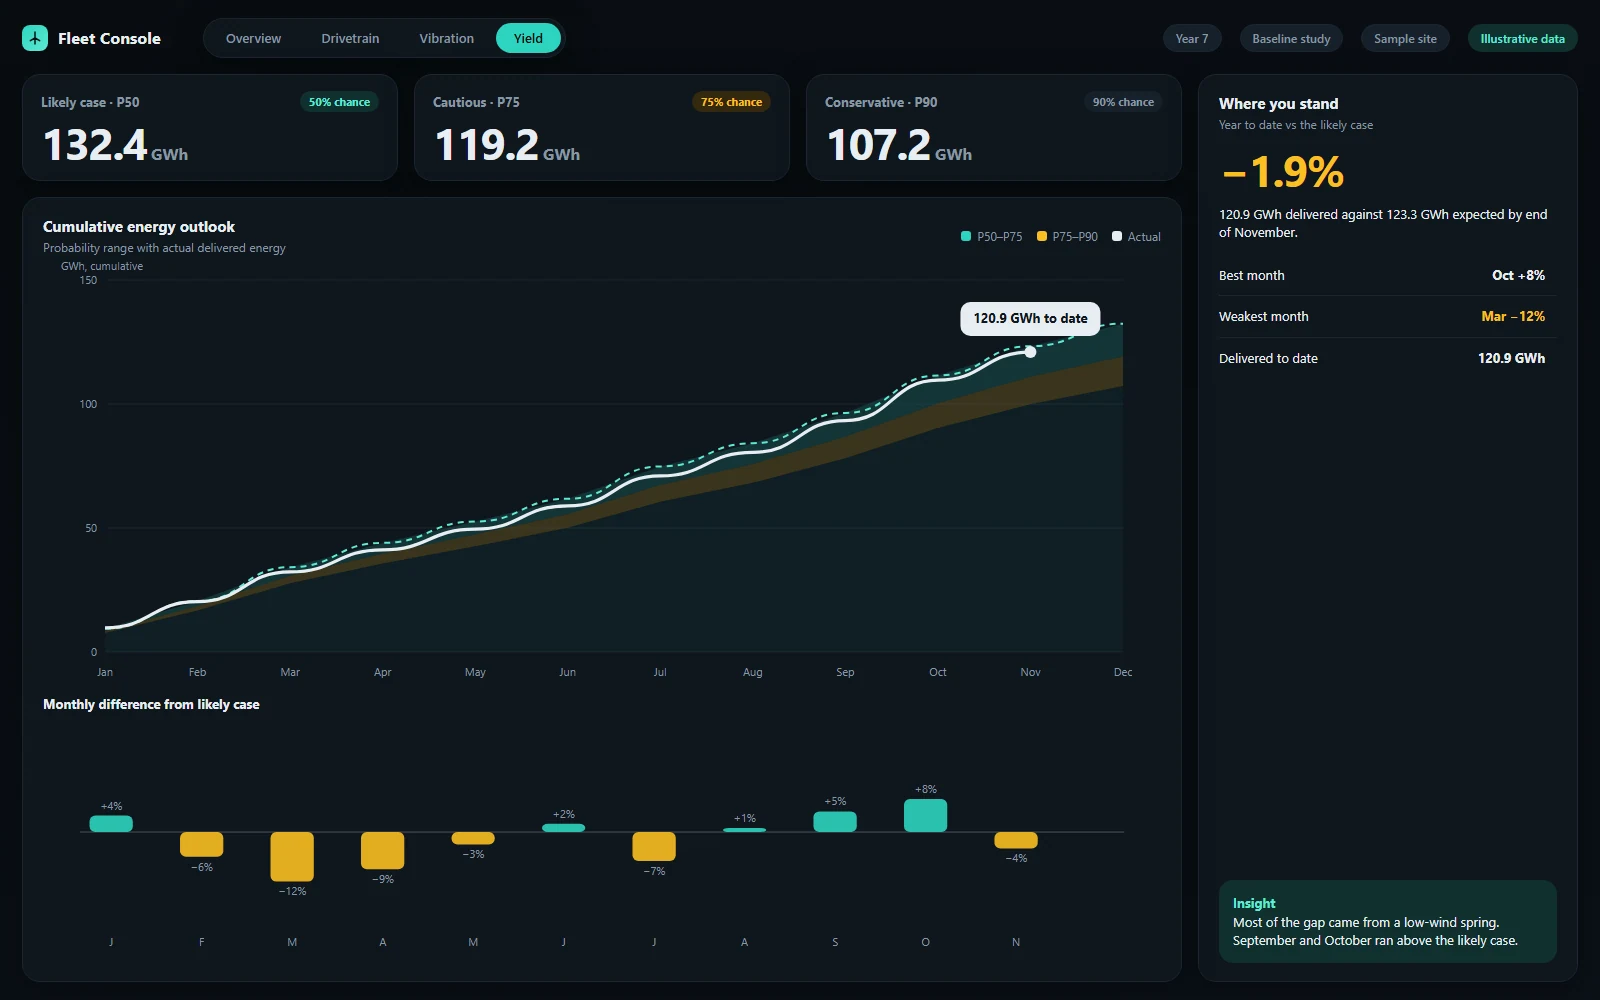 Fleet Console
Overview
Drivetrain
Vibration
Yield
Year 7
Baseline study
Sample site
Illustrative data
Likely case · P50
50% chance
132.4 GWh
Cautious · P75
75% chance
119.2 GWh
Conservative · P90
90% chance
107.2 GWh
Cumulative energy outlook
Probability range with actual delivered energy
P50–P75
P75–P90
Actual
GWh, cumulative
150
100
50
0
120.9 GWh to date
Jan
Feb
Mar
Apr
May
Jun
Jul
Aug
Sep
Oct
Nov
Dec
Monthly difference from likely case
+4%
−6%
−12%
−9%
−3%
+2%
−7%
+1%
+5%
+8%
−4%
J
F
M
A
M
J
J
A
S
O
N
Where you stand
Year to date vs the likely case
−1.9%
120.9 GWh delivered against 123.3 GWh expected by end
of November.
Best month
Oct +8%
Weakest month
Mar −12%
Delivered to date
120.9 GWh
Insight
Most of the gap came from a low-wind spring.
September and October ran above the likely case.